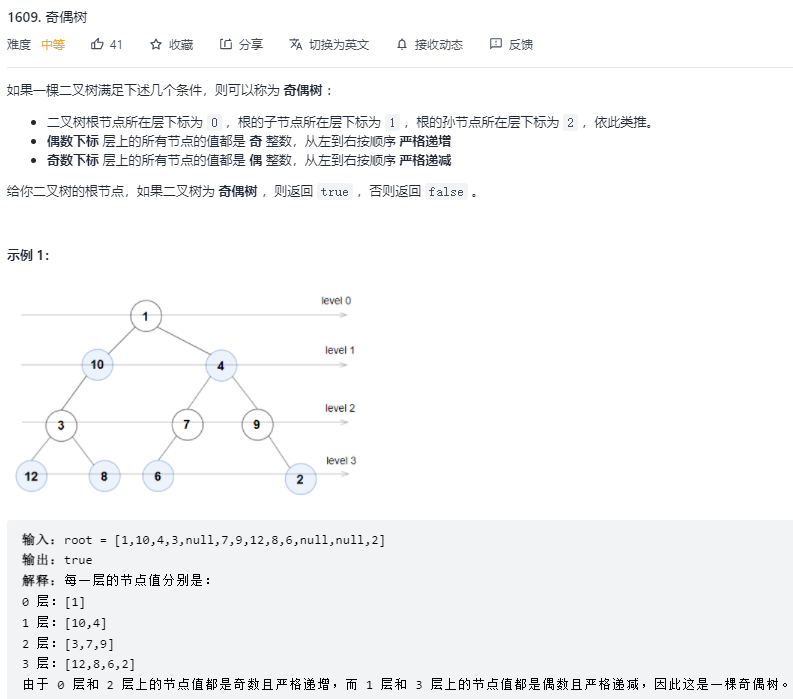 1609. 奇偶树
难度 中等 41 收藏 分享 切换为英文 接收动态 反馈
如果一棵二叉树满足下述几个条件，则可以称为 奇偶树 ：
• 二叉树根节点所在层下标为 0 ，根的子节点所在层下标为 1 ，根的孙节点所在层下标为 2 ，依此类推。
• 偶数下标 层上的所有节点的值都是 奇 整数，从左到右按顺序 严格递增
• 奇数下标 层上的所有节点的值都是 偶 整数，从左到右按顺序 严格递减
给你二叉树的根节点，如果二叉树为 奇偶树 ，则返回 true ，否则返回 false 。
示例 1：
level 0
1
level 1
10 4
level 2
3 7 9
level 3
12 8 6 2
输入：root = [1,10,4,3,null,7,9,12,8,6,null,null,2]
输出：true
解释：每一层的节点值分别是：
0 层：[1]
1 层：[10,4]
2 层：[3,7,9]
3 层：[12,8,6,2]
由于 0 层和 2 层上的节点值都是奇数且严格递增，而 1 层和 3 层上的节点值都是偶数且严格递减，因此这是一棵奇偶树。